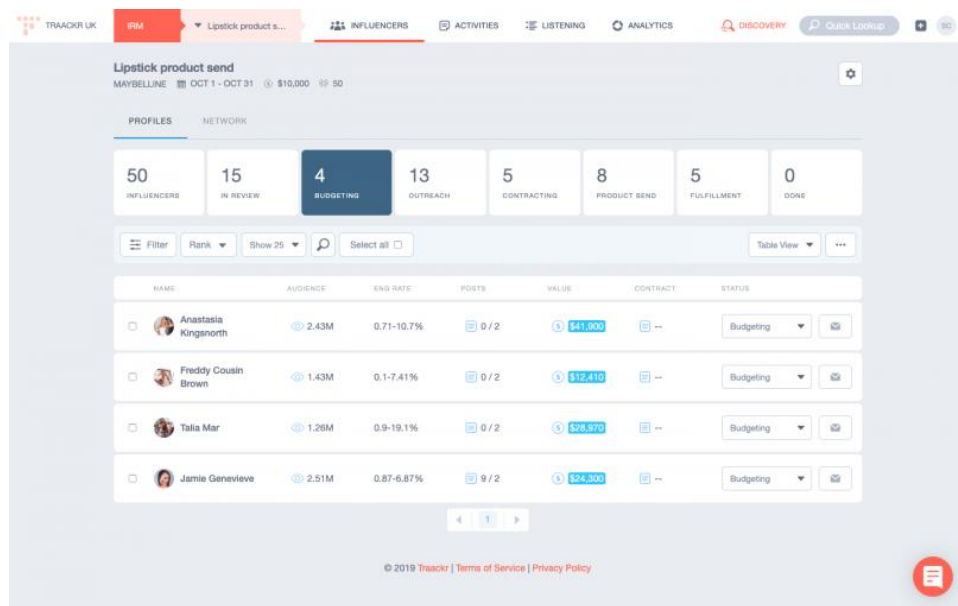 TRAACKR UK
IRM
Lipstick product s...
INFLUENCERS
ACTIVITIES
LISTENING
ANALYTICS
DISCOVERY
Quick Lookup
SC
Lipstick product send
MAYBELLINE OCT 1 - OCT 31 $10,000 50
PROFILES NETWORK
50 15 4 13 5 8 5 0
INFLUENCERS IN REVIEW BUDGETING OUTREACH CONTRACTING PRODUCT SEND FULFILLMENT DONE
Filter Rank Show 25 Select all Table View ...
NAME AUDIENCE ENG RATE POSTS VALUE CONTRACT STATUS
Anastasia
Kingsnorth 2.43M 0.71-10.7% 0 / 2 $41,900 -- Budgeting
Freddy Cousin
Brown 1.43M 0.1-7.41% 0 / 2 $12,410 -- Budgeting
Talia Mar 1.26M 0.9-19.1% 0 / 2 $28,970 -- Budgeting
Jamie Genevieve 2.51M 0.87-6.87% 9 / 2 $24,300 -- Budgeting
1
© 2019 Traackr | Terms of Service | Privacy Policy